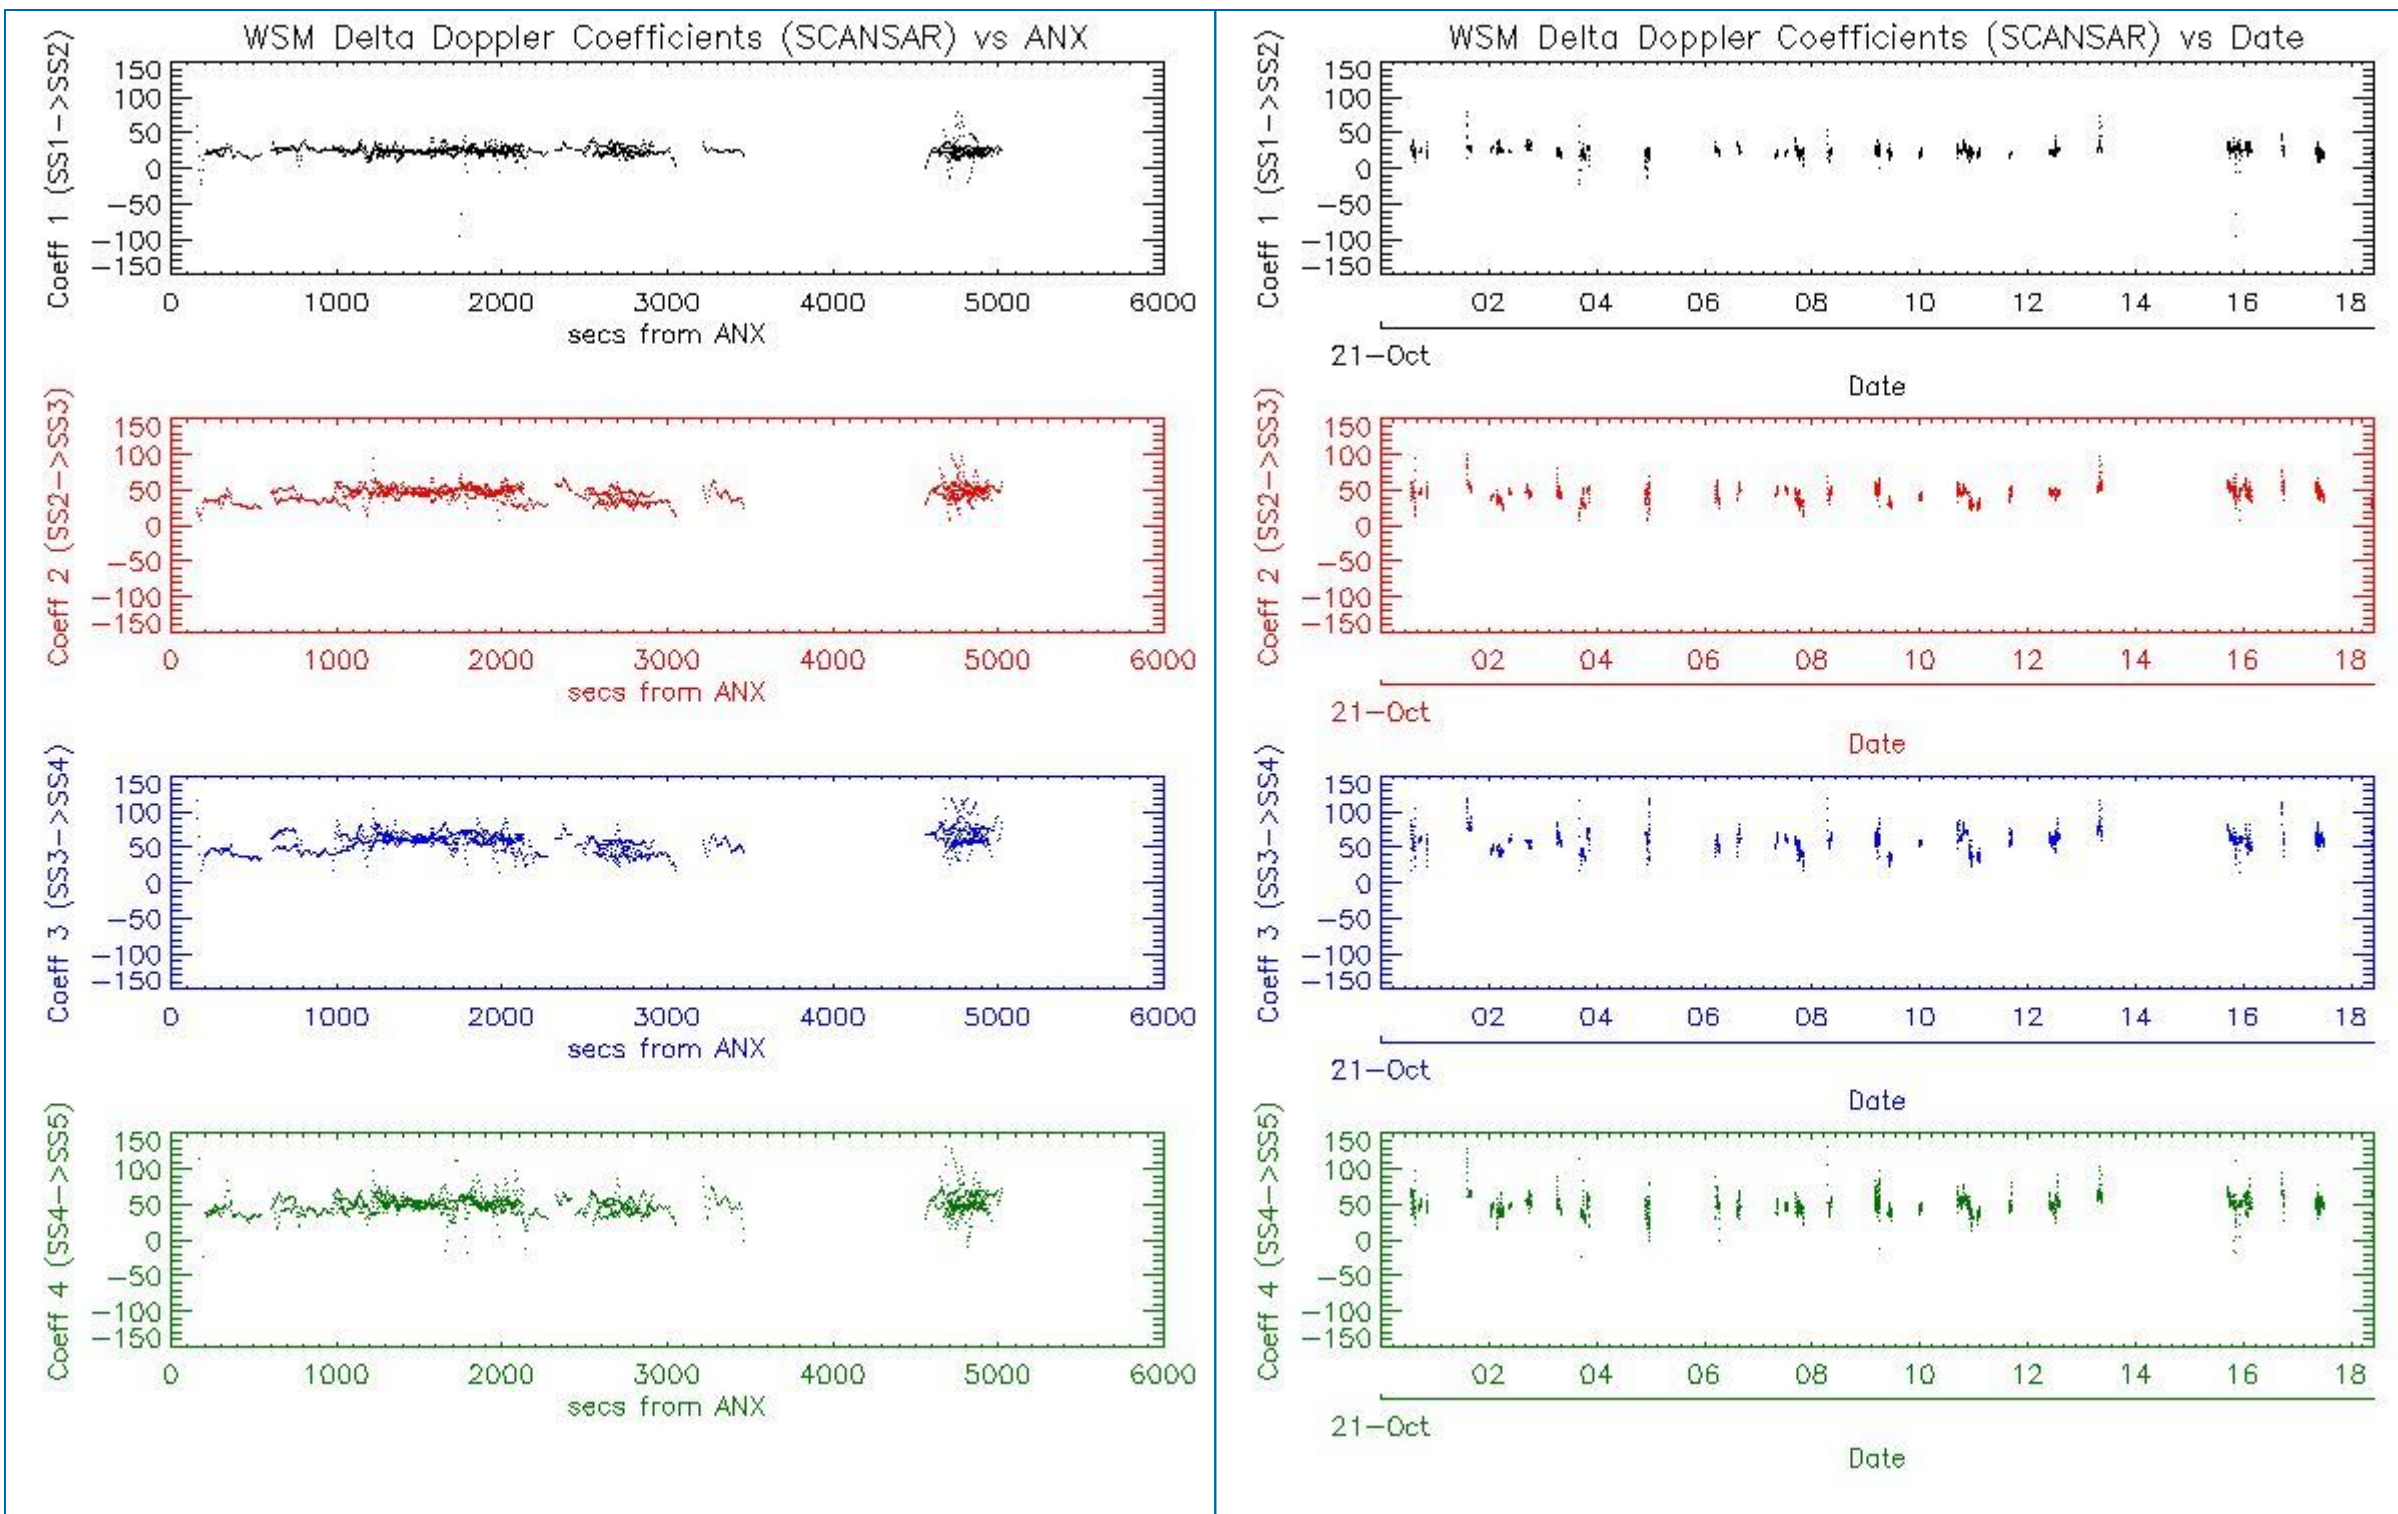 WSM Delta Doppler Coefficients (SCANSAR) vs ANX
Coeff 1 (SS1->SS2)
150
100
50
0
-50
-100
-150
0 1000 2000 3000 4000 5000 6000
secs from ANX
Coeff 2 (SS2->SS3)
150
100
50
0
-50
-100
-150
0 1000 2000 3000 4000 5000 6000
secs from ANX
Coeff 3 (SS3->SS4)
150
100
50
0
-50
-100
-150
0 1000 2000 3000 4000 5000 6000
secs from ANX
Coeff 4 (SS4->SS5)
150
100
50
0
-50
-100
-150
0 1000 2000 3000 4000 5000 6000
secs from ANX
WSM Delta Doppler Coefficients (SCANSAR) vs Date
Coeff 1 (SS1->SS2)
150
100
50
0
-50
-100
-150
02 04 06 08 10 12 14 16 18
21-Oct
Date
Coeff 2 (SS2->SS3)
150
100
50
0
-50
-100
-150
02 04 06 08 10 12 14 16 18
21-Oct
Date
Coeff 3 (SS3->SS4)
150
100
50
0
-50
-100
-150
02 04 06 08 10 12 14 16 18
21-Oct
Date
Coeff 4 (SS4->SS5)
150
100
50
0
-50
-100
-150
02 04 06 08 10 12 14 16 18
21-Oct
Date